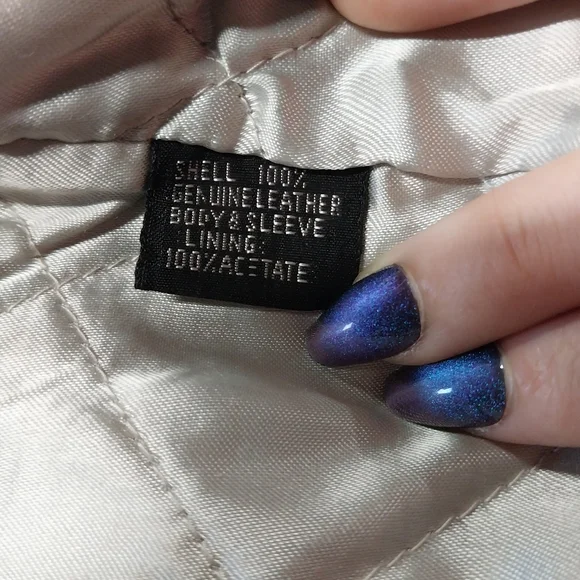 SHELL 100%
GENUINE LEATHER
BODY & SLEEVE
LINING:
100% ACETATE